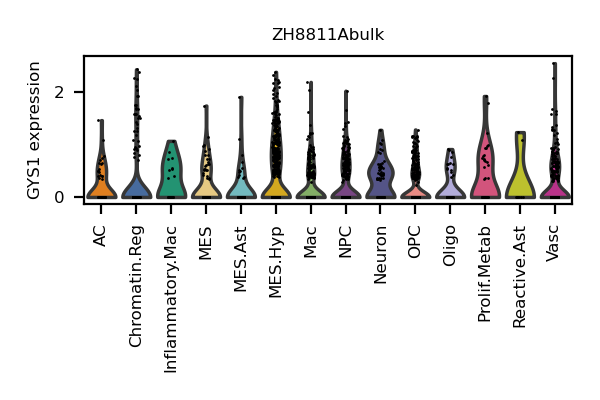 ZH8811Abulk
GYS1 expression
2
0
AC
Chromatin.Reg
Inflammatory.Mac
MES
MES.Ast
MES.Hyp
Mac
NPC
Neuron
OPC
Oligo
Prolif.Metab
Reactive.Ast
Vasc